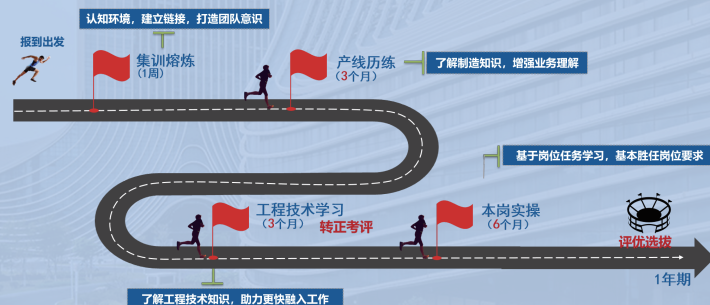 认知环境，建立链接，打造团队意识
报到出发
集训熔炼
（1周）
产线历练
（3个月）
了解制造知识，增强业务理解
基于岗位任务学习，基本胜任岗位要求
工程技术学习
（3个月）
转正考评
本岗实操
（6个月）
评优选拔
1年期
了解工程技术知识，助力更快融入工作